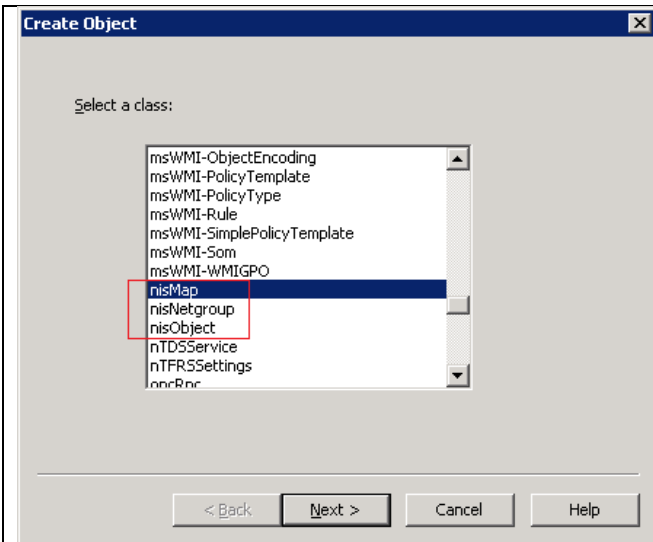 Create Object
Select a class:
msWMI-ObjectEncoding
msWMI-PolicyTemplate
msWMI-PolicyType
msWMI-Rule
msWMI-SimplePolicyTemplate
msWMI-Som
msWMI-WMIGPO
nisMap
nisNetgroup
nisObject
nTDSService
nTFRSSettings
oncRpc
< Back Next > Cancel Help